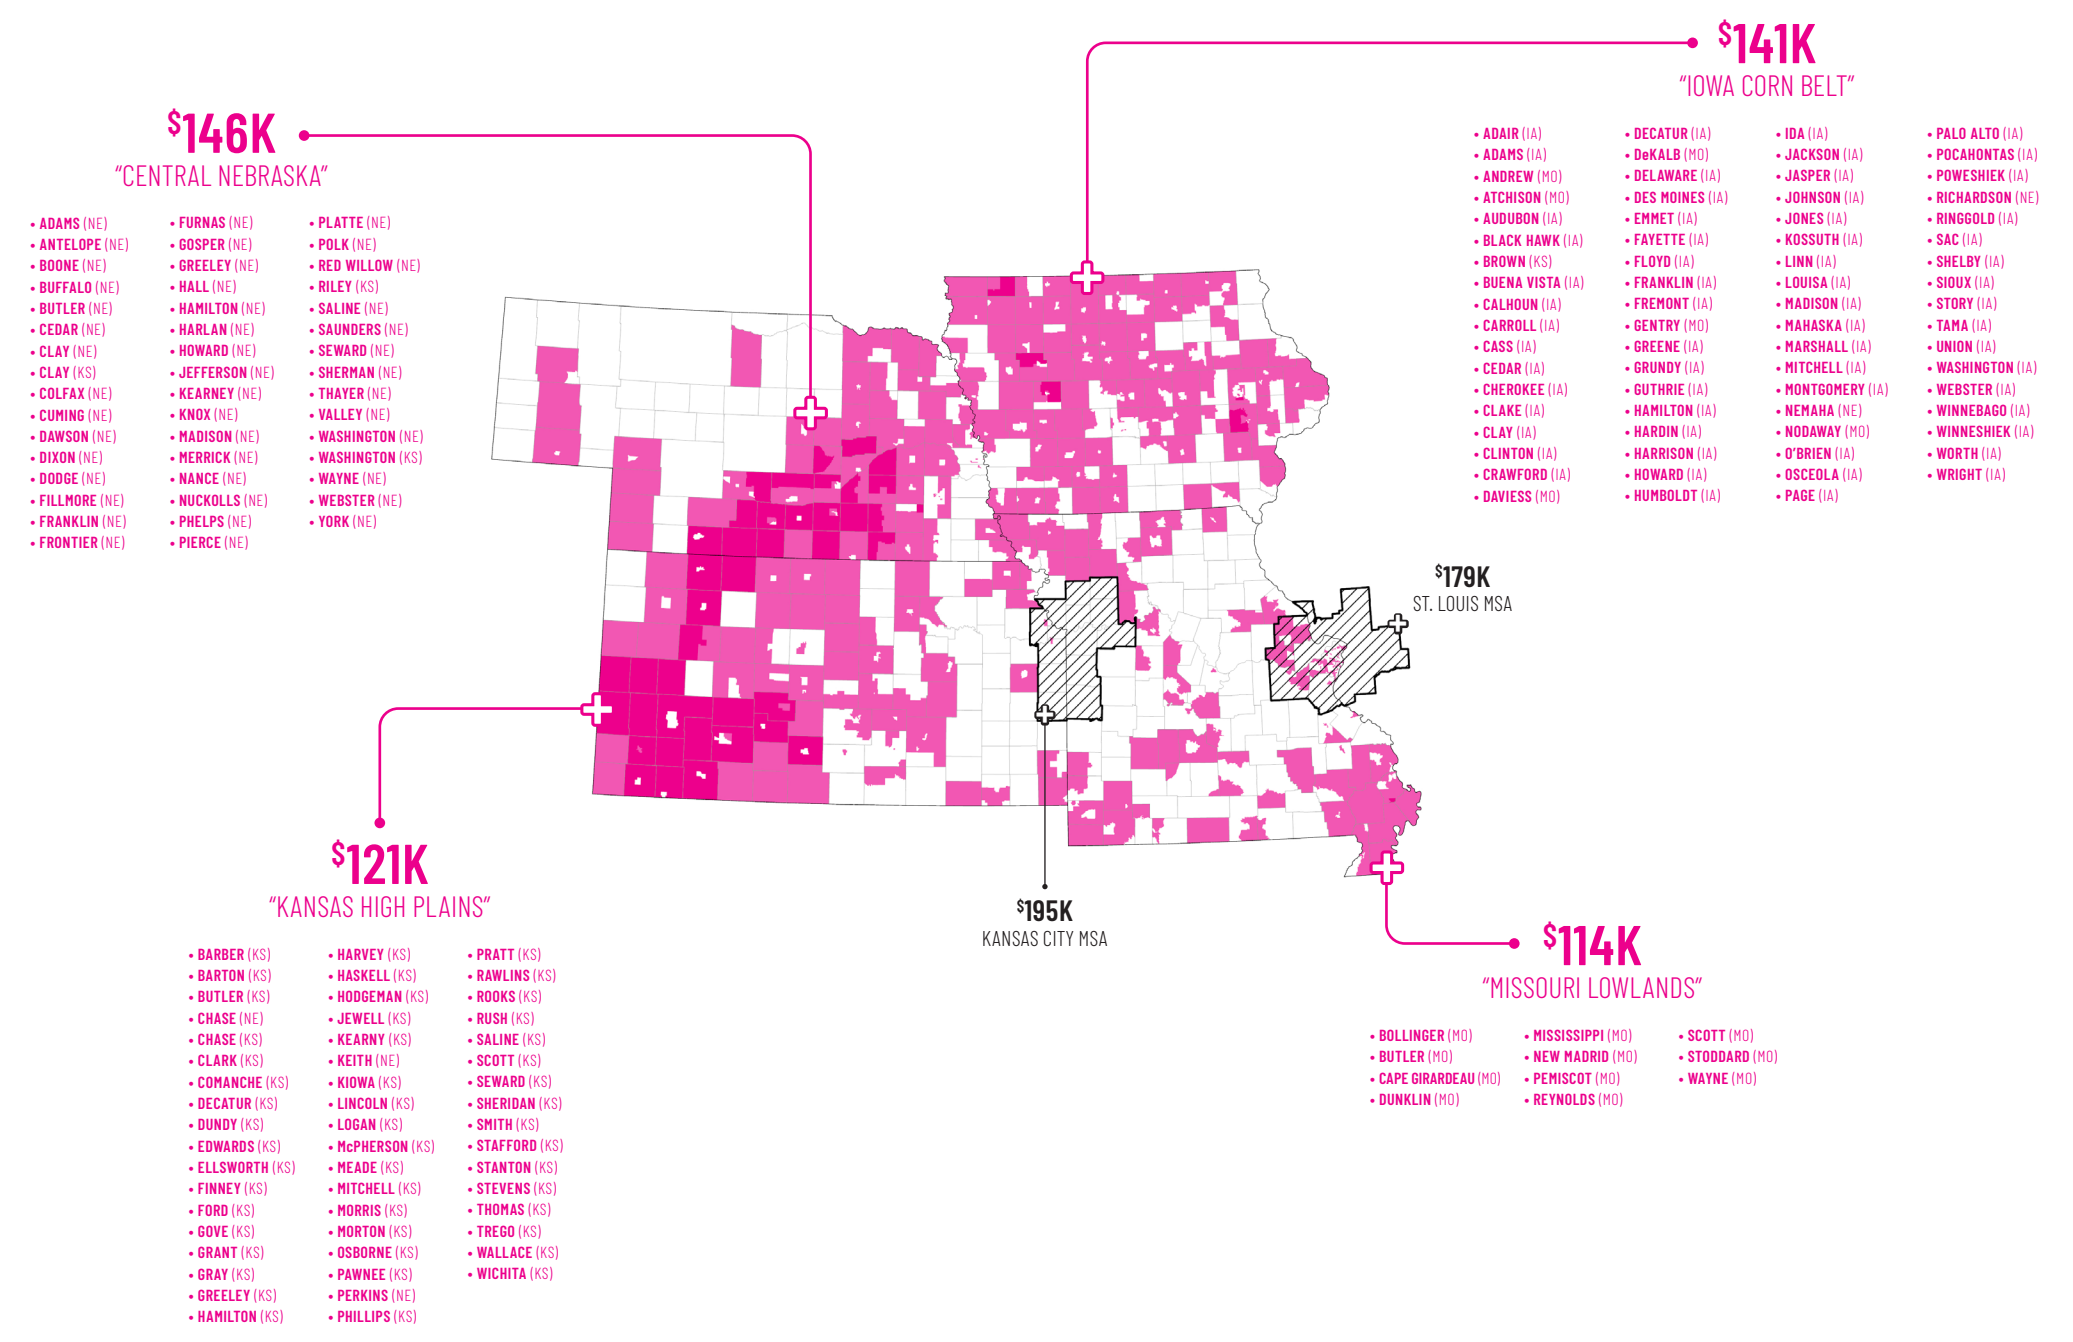 $141K
“IOWA CORN BELT”
• ADAIR (IA)
• ADAMS (IA)
• ANDREW (MO)
• ATCHISON (MO)
• AUDUBON (IA)
• BLACK HAWK (IA)
• BROWN (KS)
• BUENA VISTA (IA)
• CALHOUN (IA)
• CARROLL (IA)
• CASS (IA)
• CEDAR (IA)
• CHEROKEE (IA)
• CLAKE (IA)
• CLAY (IA)
• CLINTON (IA)
• CRAWFORD (IA)
• DAVIESS (MO)
• DECATUR (IA)
• DeKALB (MO)
• DELAWARE (IA)
• DES MOINES (IA)
• EMMET (IA)
• FAYETTE (IA)
• FLOYD (IA)
• FRANKLIN (IA)
• FREMONT (IA)
• GENTRY (MO)
• GREENE (IA)
• GRUNDY (IA)
• GUTHRIE (IA)
• HAMILTON (IA)
• HARDIN (IA)
• HARRISON (IA)
• HOWARD (IA)
• HUMBOLDT (IA)
• IDA (IA)
• JACKSON (IA)
• JASPER (IA)
• JOHNSON (IA)
• JONES (IA)
• KOSSUTH (IA)
• LINN (IA)
• LOUISA (IA)
• MADISON (IA)
• MAHASKA (IA)
• MARSHALL (IA)
• MITCHELL (IA)
• MONTGOMERY (IA)
• NEMAHA (NE)
• NODAWAY (MO)
• O’BRIEN (IA)
• OSCEOLA (IA)
• PAGE (IA)
• PALO ALTO (IA)
• POCAHONTAS (IA)
• POWESHIEK (IA)
• RICHARDSON (NE)
• RINGGOLD (IA)
• SAC (IA)
• SHELBY (IA)
• SIOUX (IA)
• STORY (IA)
• TAMA (IA)
• UNION (IA)
• WASHINGTON (IA)
• WEBSTER (IA)
• WINNEBAGO (IA)
• WINNESHIEK (IA)
• WORTH (IA)
• WRIGHT (IA)
$146K
“CENTRAL NEBRASKA”
• ADAMS (NE)
• ANTELOPE (NE)
• BOONE (NE)
• BUFFALO (NE)
• BUTLER (NE)
• CEDAR (NE)
• CLAY (NE)
• CLAY (KS)
• COLFAX (NE)
• CUMING (NE)
• DAWSON (NE)
• DIXON (NE)
• DODGE (NE)
• FILLMORE (NE)
• FRANKLIN (NE)
• FRONTIER (NE)
• FURNAS (NE)
• GOSPER (NE)
• GREELEY (NE)
• HALL (NE)
• HAMILTON (NE)
• HARLAN (NE)
• HOWARD (NE)
• JEFFERSON (NE)
• KEARNEY (NE)
• KNOX (NE)
• MADISON (NE)
• MERRICK (NE)
• NANCE (NE)
• NUCKOLLS (NE)
• PHELPS (NE)
• PIERCE (NE)
• PLATTE (NE)
• POLK (NE)
• RED WILLOW (NE)
• RILEY (KS)
• SALINE (NE)
• SAUNDERS (NE)
• SEWARD (NE)
• SHERMAN (NE)
• THAYER (NE)
• VALLEY (NE)
• WASHINGTON (NE)
• WASHINGTON (KS)
• WAYNE (NE)
• WEBSTER (NE)
• YORK (NE)
$179K
ST. LOUIS MSA
$195K
KANSAS CITY MSA
$121K
“KANSAS HIGH PLAINS”
• BARBER (KS)
• BARTON (KS)
• BUTLER (KS)
• CHASE (NE)
• CHASE (KS)
• CLARK (KS)
• COMANCHE (KS)
• DECATUR (KS)
• DUNDY (KS)
• EDWARDS (KS)
• ELLSWORTH (KS)
• FINNEY (KS)
• FORD (KS)
• GOVE (KS)
• GRANT (KS)
• GRAY (KS)
• GREELEY (KS)
• HAMILTON (KS)
• HARVEY (KS)
• HASKELL (KS)
• HODGEMAN (KS)
• JEWELL (KS)
• KEARNY (KS)
• KEITH (NE)
• KIOWA (KS)
• LINCOLN (KS)
• LOGAN (KS)
• McPHERSON (KS)
• MEADE (KS)
• MITCHELL (KS)
• MORRIS (KS)
• MORTON (KS)
• OSBORNE (KS)
• PAWNEE (KS)
• PERKINS (NE)
• PHILLIPS (KS)
• PRATT (KS)
• RAWLINS (KS)
• ROOKS (KS)
• RUSH (KS)
• SALINE (KS)
• SCOTT (KS)
• SEWARD (KS)
• SHERIDAN (KS)
• SMITH (KS)
• STAFFORD (KS)
• STANTON (KS)
• STEVENS (KS)
• THOMAS (KS)
• TREGO (KS)
• WALLACE (KS)
• WICHITA (KS)
$114K
“MISSOURI LOWLANDS”
• BOLLINGER (MO)
• BUTLER (MO)
• CAPE GIRARDEAU (MO)
• DUNKLIN (MO)
• MISSISSIPPI (MO)
• NEW MADRID (MO)
• PEMISCOT (MO)
• REYNOLDS (MO)
• SCOTT (MO)
• STODDARD (MO)
• WAYNE (MO)